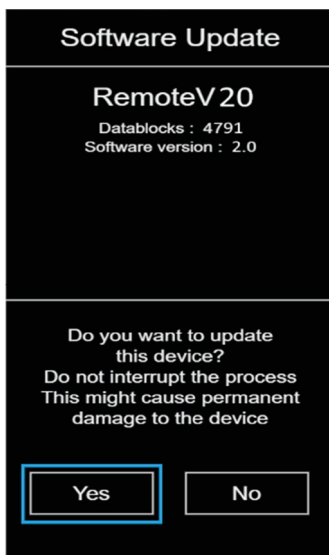 Software Update
RemoteV20
Datablocks : 4791
Software version : 2.0
Do you want to update
this device?
Do not interrupt the process
This might cause permanent
damage to the device
Yes
No